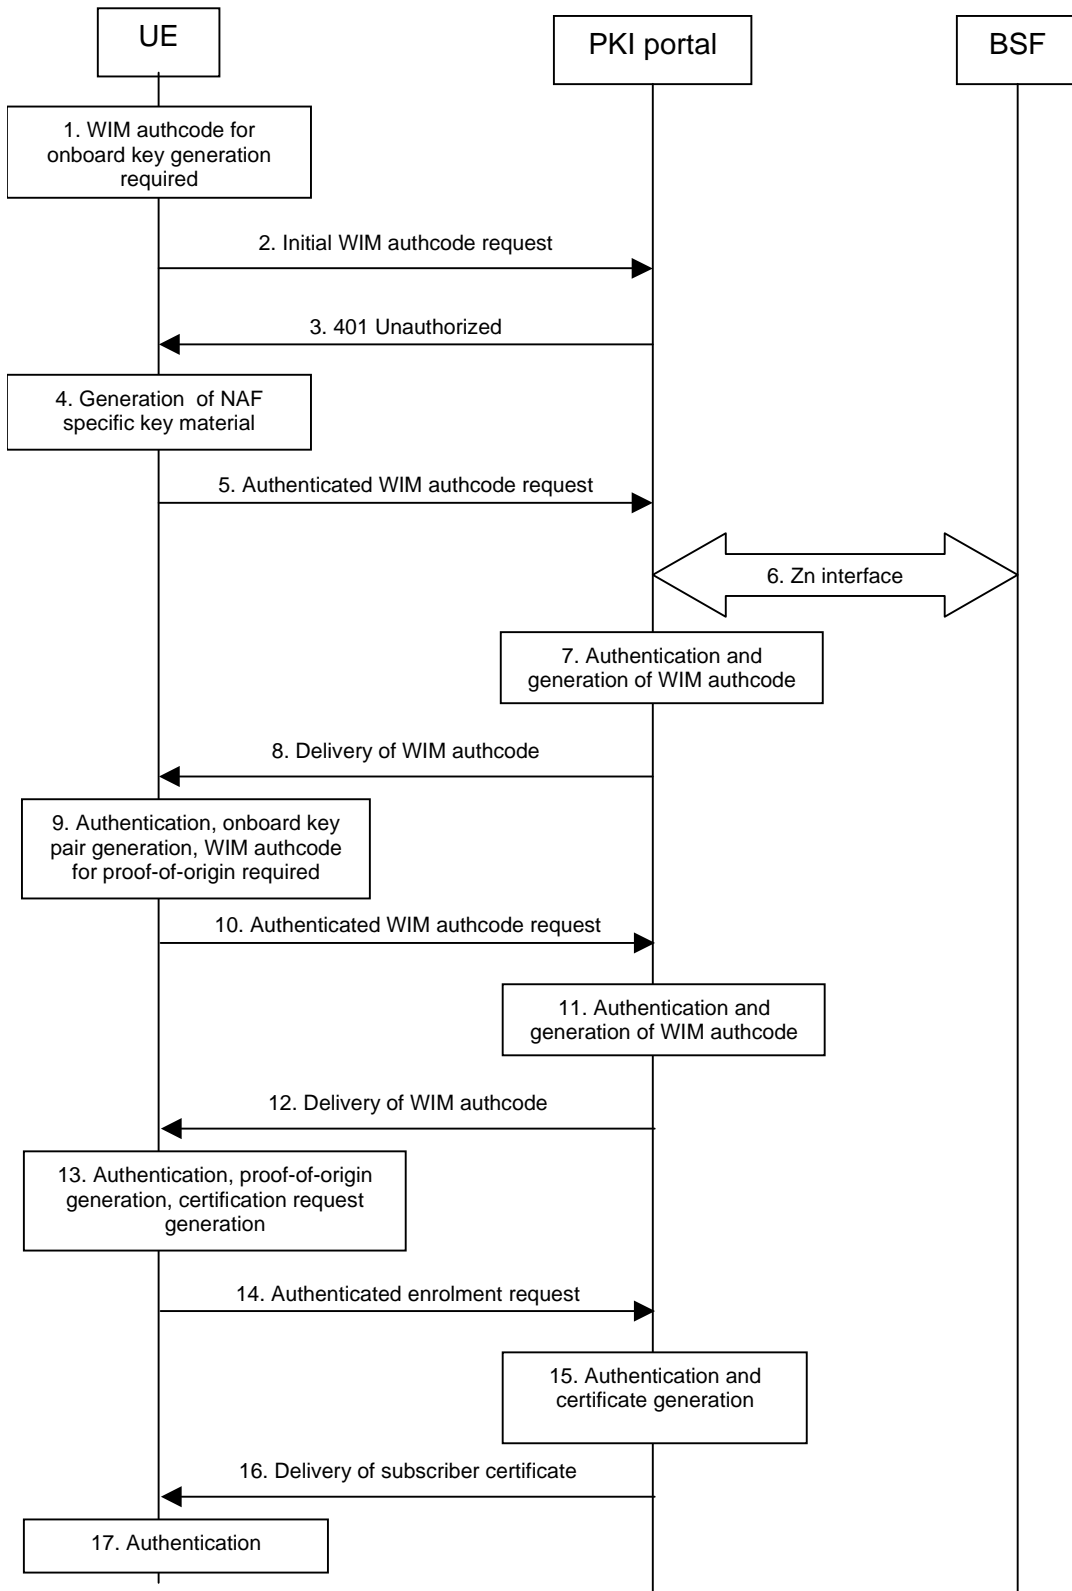 UE
PKI portal
BSF
1. WIM authcode for
onboard key generation
required
2. Initial WIM authcode request
3. 401 Unauthorized
4. Generation of NAF
specific key material
5. Authenticated WIM authcode request
6. Zn interface
7. Authentication and
generation of WIM authcode
8. Delivery of WIM authcode
9. Authentication, onboard key
pair generation, WIM authcode
for proof-of-origin required
10. Authenticated WIM authcode request
11. Authentication and
generation of WIM authcode
12. Delivery of WIM authcode
13. Authentication, proof-of-origin
generation, certification request
generation
14. Authenticated enrolment request
15. Authentication and
certificate generation
16. Delivery of subscriber certificate
17. Authentication